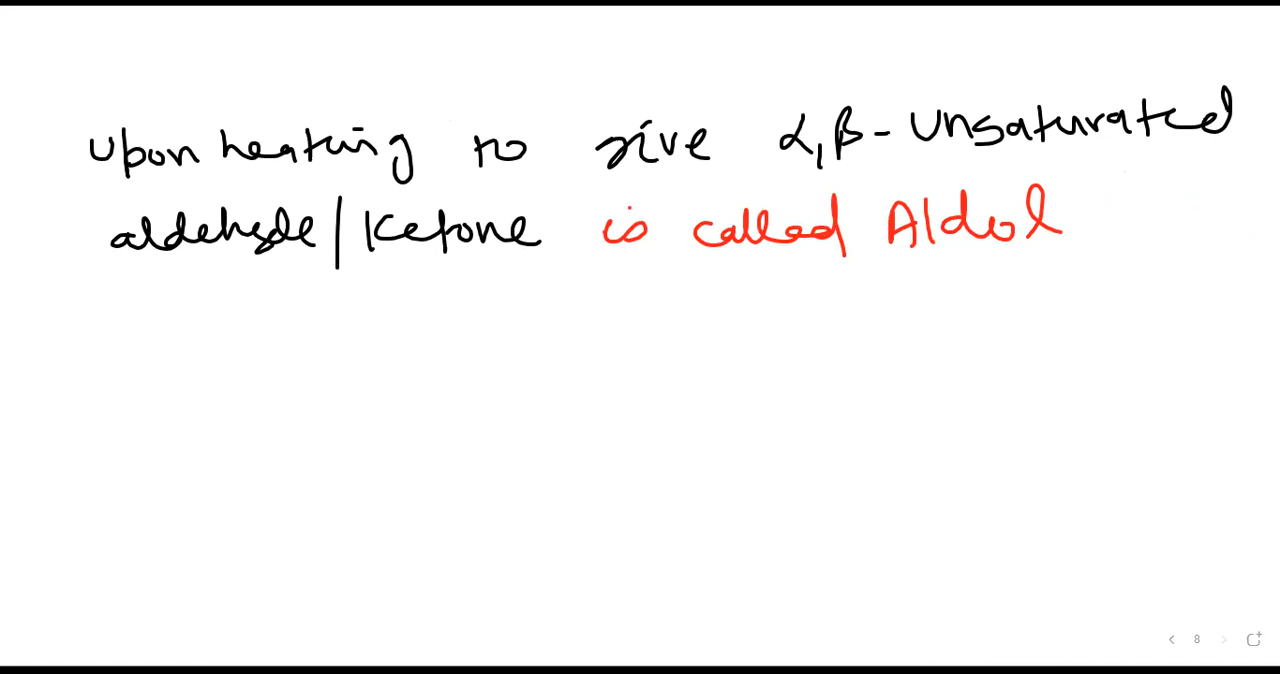 upon heating to give α,β- Unsaturated
aldehyde/Ketone is called Aldol
8